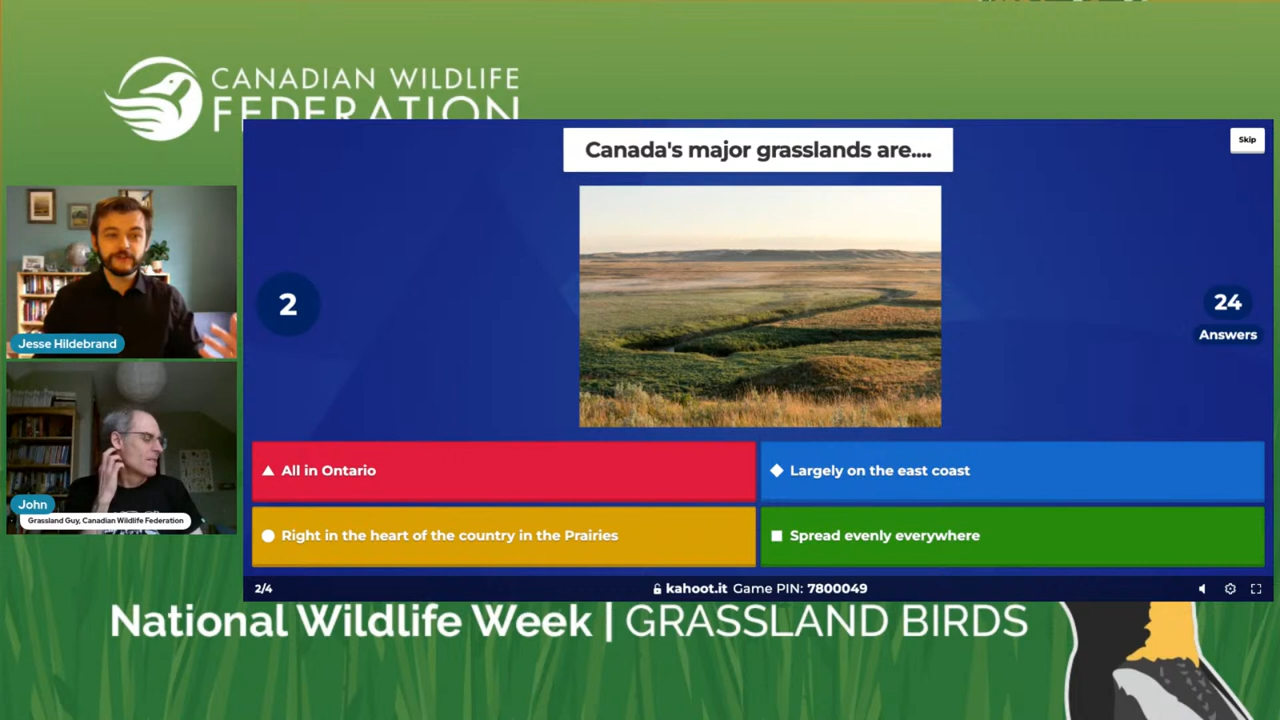 CANADIAN WILDLIFE
FEDERATION
Canada's major grasslands are....
Skip
2
24
Answers
Jesse Hildebrand
John
Grassland Guy, Canadian Wildlife Federation
All in Ontario
Largely on the east coast
Right in the heart of the country in the Prairies
Spread evenly everywhere
2/4
kahoot.it Game PIN: 7800049
National Wildlife Week | GRASSLAND BIRDS